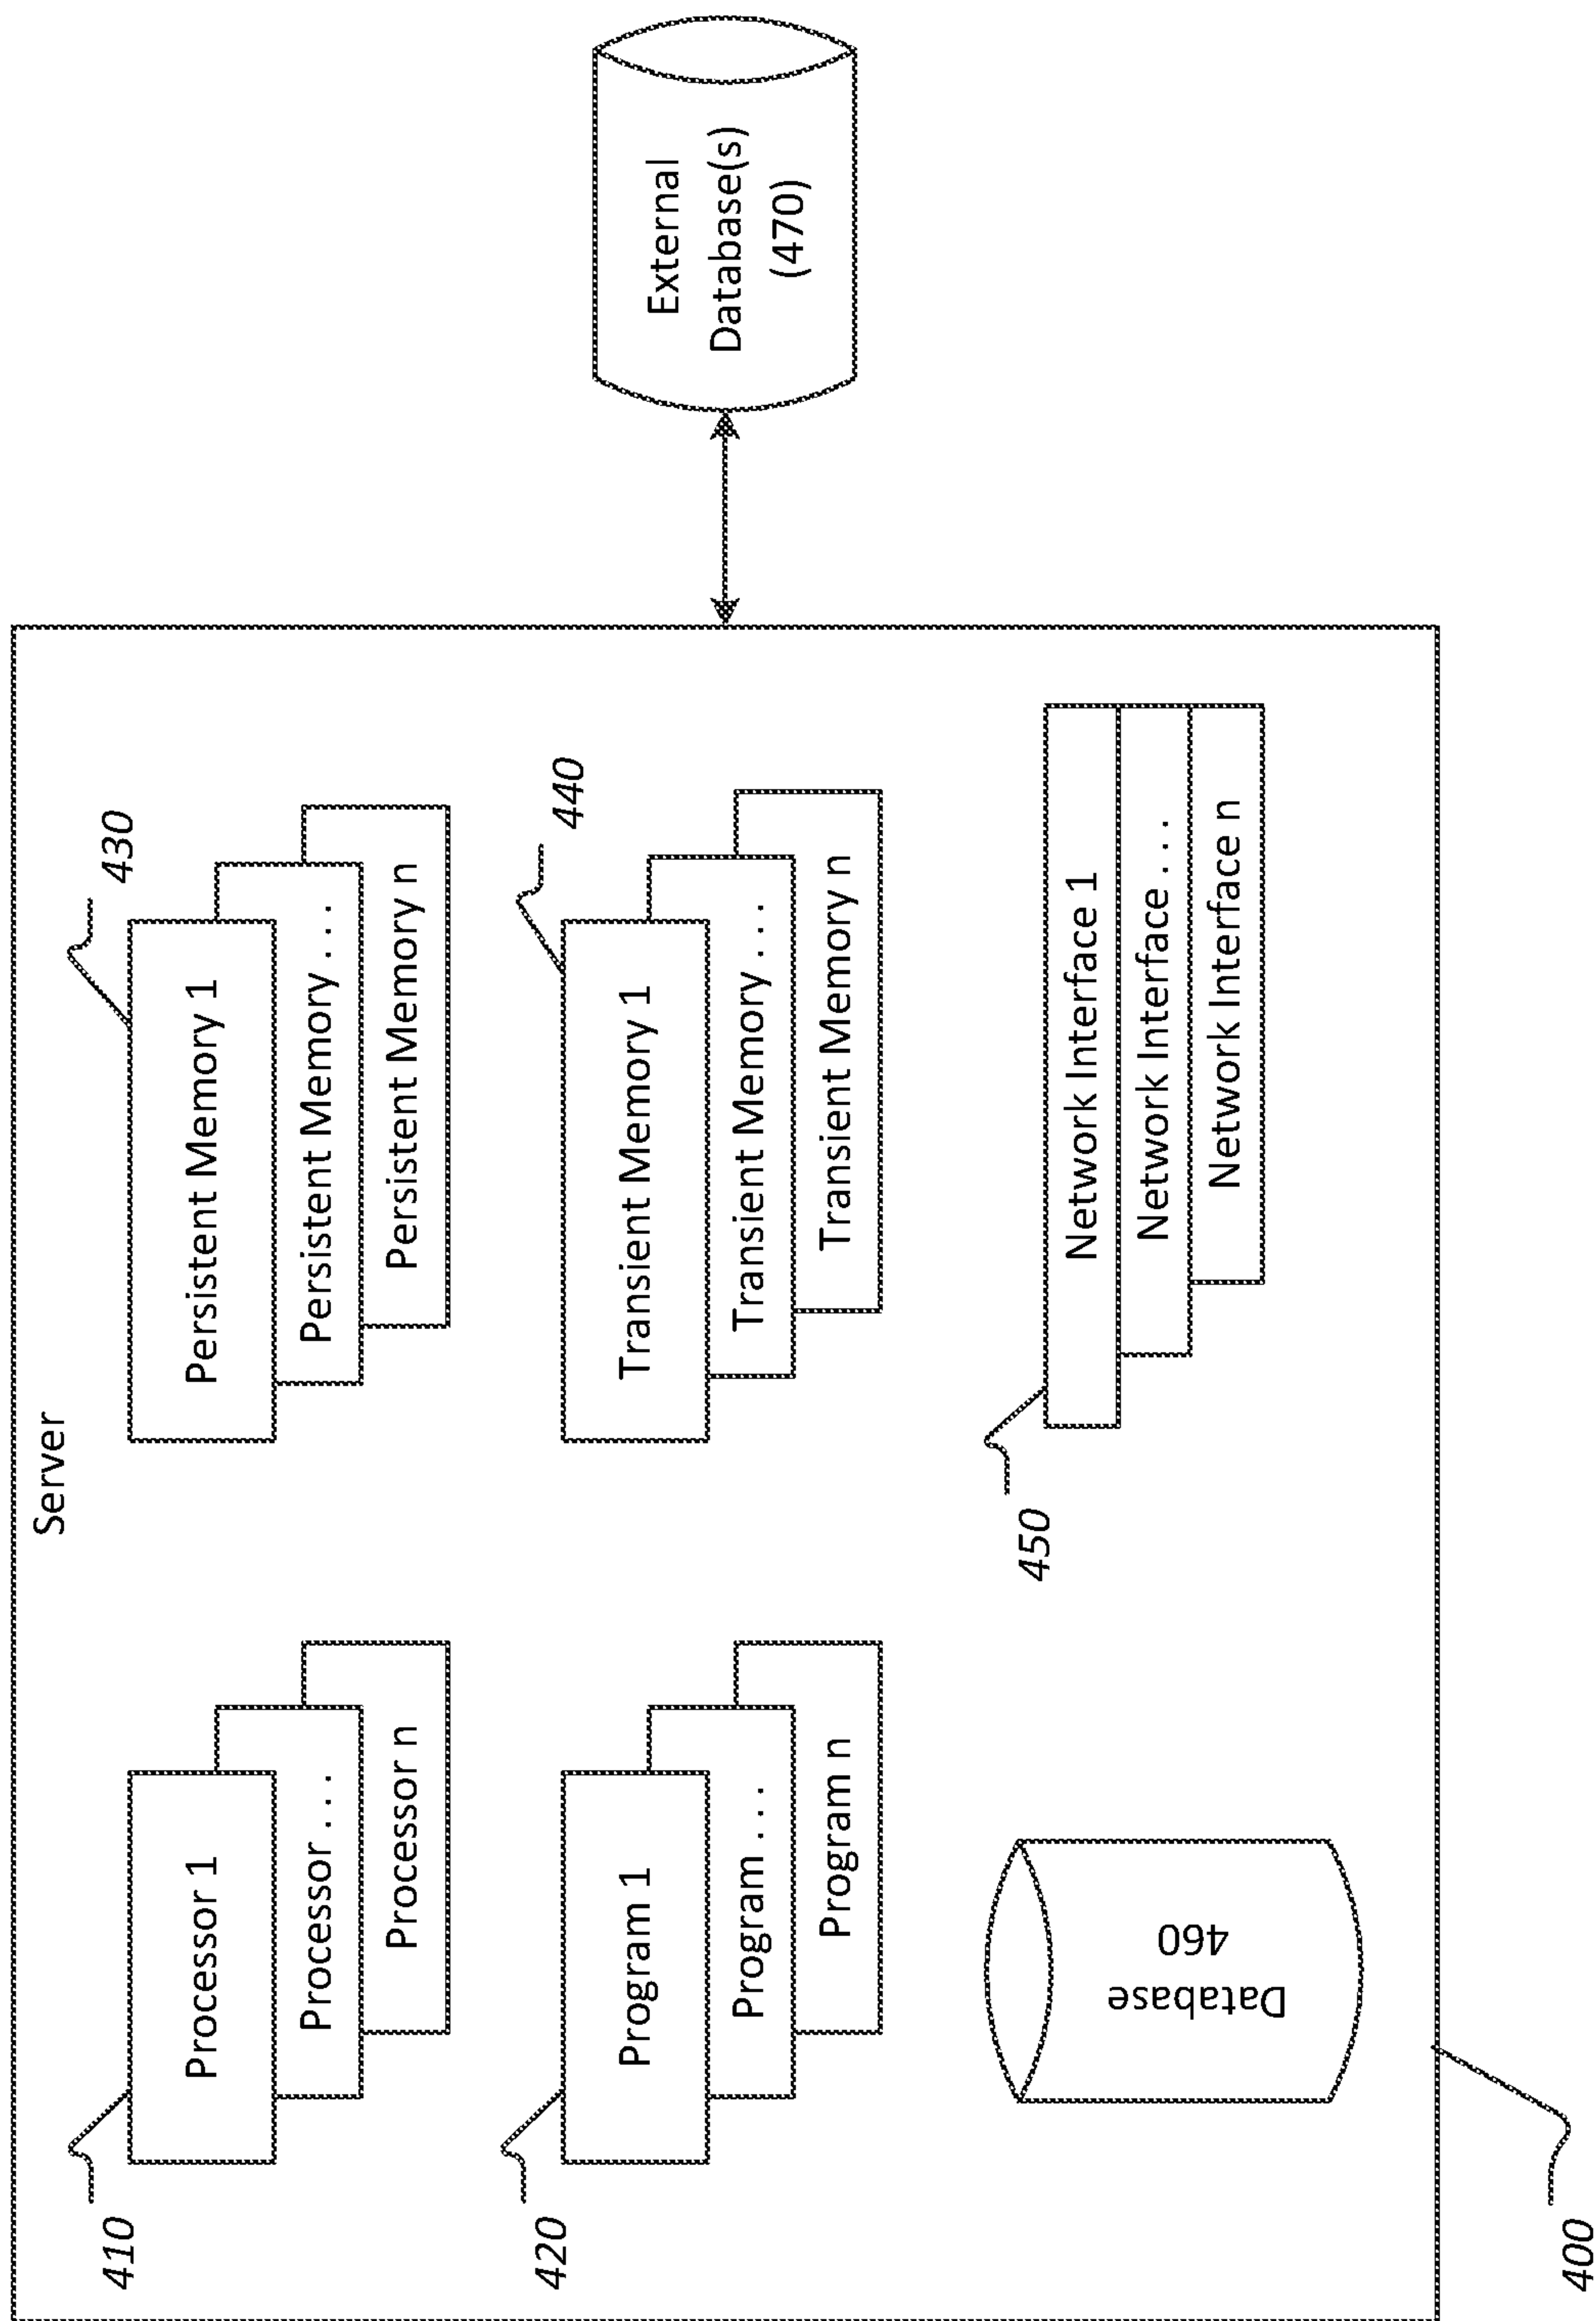 Server
410
Processor 1
Processor . . .
Processor n
430
Persistent Memory 1
Persistent Memory . . .
Persistent Memory n
420
Program 1
Program . . .
Program n
440
Transient Memory 1
Transient Memory . . .
Transient Memory n
Database
460
450
Network Interface 1
Network Interface . . .
Network Interface n
400
External
Database(s)
(470)